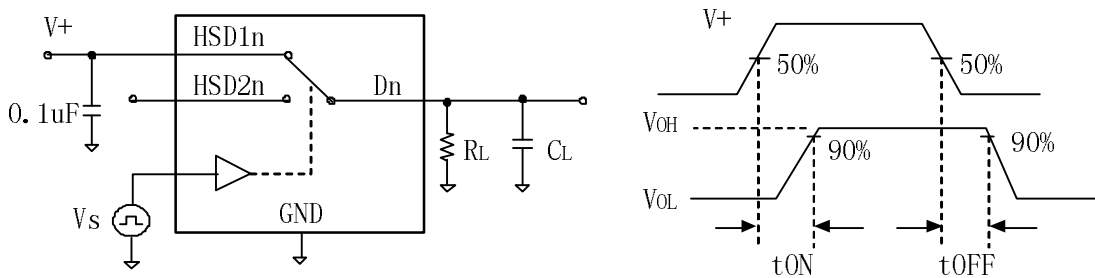 V+
HSD1n
HSD2n
Dn
0.1uF
RL
CL
Vs
GND
V+
50%
50%
VOH
90%
90%
VOL
tON
tOFF